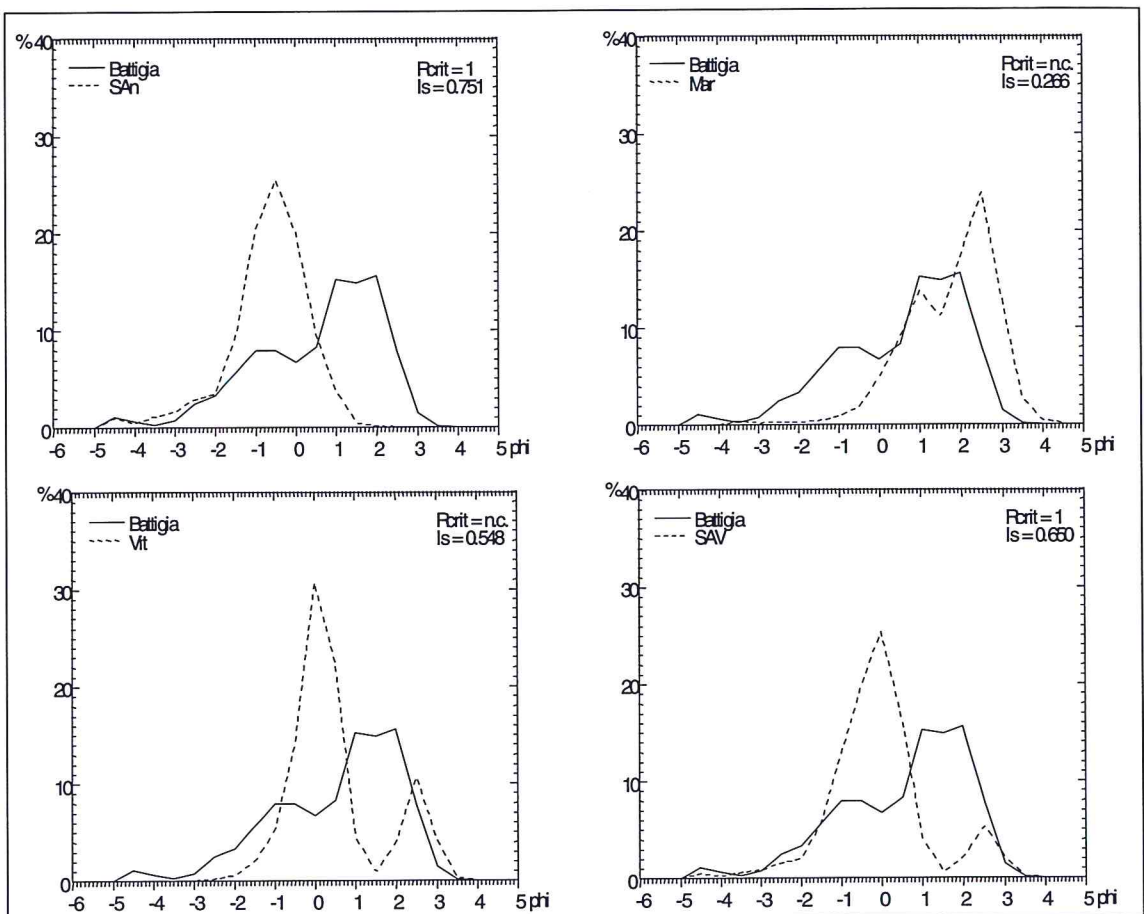 %40
Battigia
SAn
Rcrit = 1
Is = 0.751
30
20
10
0
-6 -5 -4 -3 -2 -1 0 1 2 3 4 5 phi
%40
Battigia
Mar
Rcrit = n.c.
Is = 0.266
30
20
10
0
-6 -5 -4 -3 -2 -1 0 1 2 3 4 5 phi
%40
Battigia
Vit
Rcrit = n.c.
Is = 0.548
30
20
10
0
-6 -5 -4 -3 -2 -1 0 1 2 3 4 5 phi
%40
Battigia
SAV
Rcrit = 1
Is = 0.650
30
20
10
0
-6 -5 -4 -3 -2 -1 0 1 2 3 4 5 phi